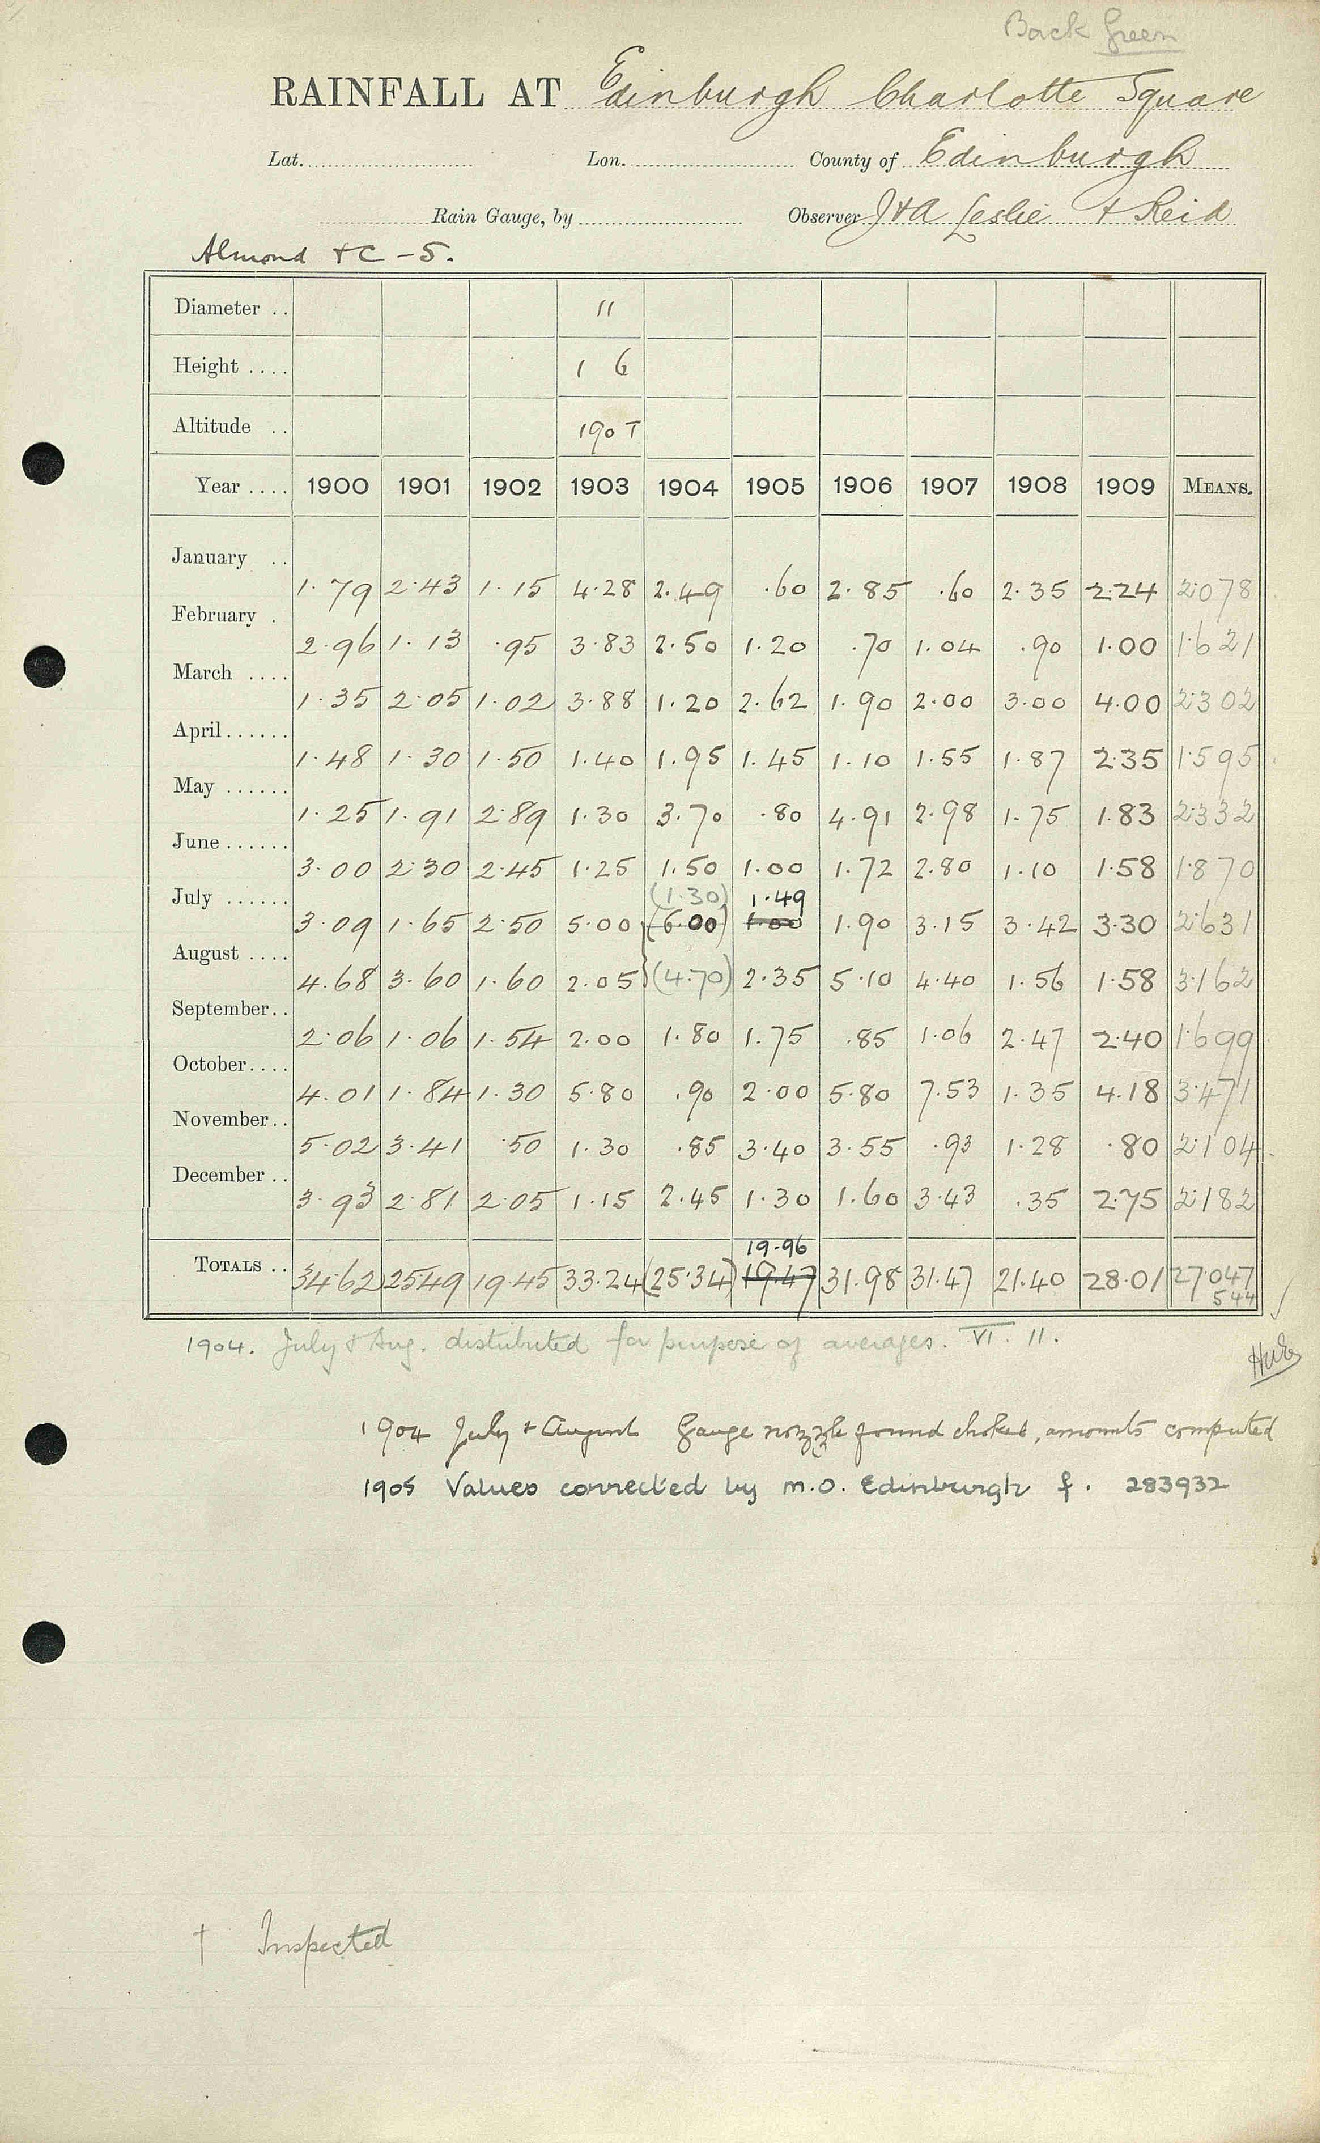 Back Green
RAINFALL AT Edinburgh Charlotte Square
Lat. Lon. County of Edinburgh
Rain Gauge, by Observer J & A Leslie & Reid
Almond & C - 5.
Diameter .. 11
Height .... 1 6
Altitude .. 190 T
Year .... 1900 1901 1902 1903 1904 1905 1906 1907 1908 1909 MEANS.
January .. 1.79 2.43 1.15 4.28 2.49 .60 2.85 .60 2.35 2.24 2.078
February . 2.96 1.13 .95 3.83 2.50 1.20 .70 1.04 .90 1.00 1.621
March .... 1.35 2.05 1.02 3.88 1.20 2.62 1.90 2.00 3.00 4.00 2.302
April...... 1.48 1.30 1.50 1.40 1.95 1.45 1.10 1.55 1.87 2.35 1.595
May ...... 1.25 1.91 2.89 1.30 3.70 .80 4.91 2.98 1.75 1.83 2.332
June...... 3.00 2.30 2.45 1.25 1.50 1.00 1.72 2.80 1.10 1.58 1.870
(1.30) 1.49
July ...... 3.09 1.65 2.50 5.00 (6.00) 1.00 1.90 3.15 3.42 3.30 2.631
August .... 4.68 3.60 1.60 2.05 (4.70) 2.35 5.10 4.40 1.56 1.58 3.162
September.. 2.06 1.06 1.54 2.00 1.80 1.75 .85 1.06 2.47 2.40 1.699
October.... 4.01 1.84 1.30 5.80 .90 2.00 5.80 7.53 1.35 4.18 3.471
November.. 5.02 3.41 .50 1.30 .85 3.40 3.55 .93 1.28 .80 2.104
December.. 3.93 2.81 2.05 1.15 2.45 1.30 1.60 3.43 .35 2.75 2.182
19.96
TOTALS .. 34.62 25.49 19.45 33.24 (25.34) 19.47 31.98 31.47 21.40 28.01 27.047
544
1904. July & Aug. distributed for purpose of averages. VI. 11.
1904 July & August Gauge nozzle found choked, amounts computed
1905 Values corrected by M.O. Edinburgh f. 283932
† Inspected